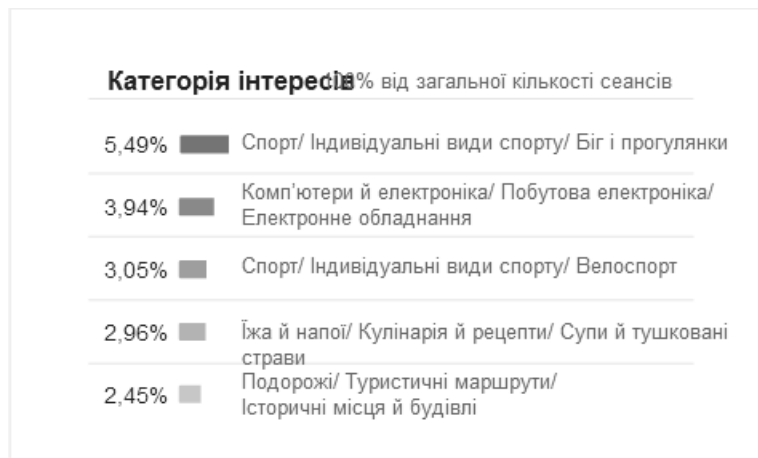 Категорія інтересів 100% від загальної кількості сеансів
5,49% Спорт/ Індивідуальні види спорту/ Біг і прогулянки
3,94% Комп’ютери й електроніка/ Побутова електроніка/
Електронне обладнання
3,05% Спорт/ Індивідуальні види спорту/ Велоспорт
2,96% Їжа й напої/ Кулінарія й рецепти/ Супи й тушковані
страви
2,45% Подорожі/ Туристичні маршрути/
Історичні місця й будівлі